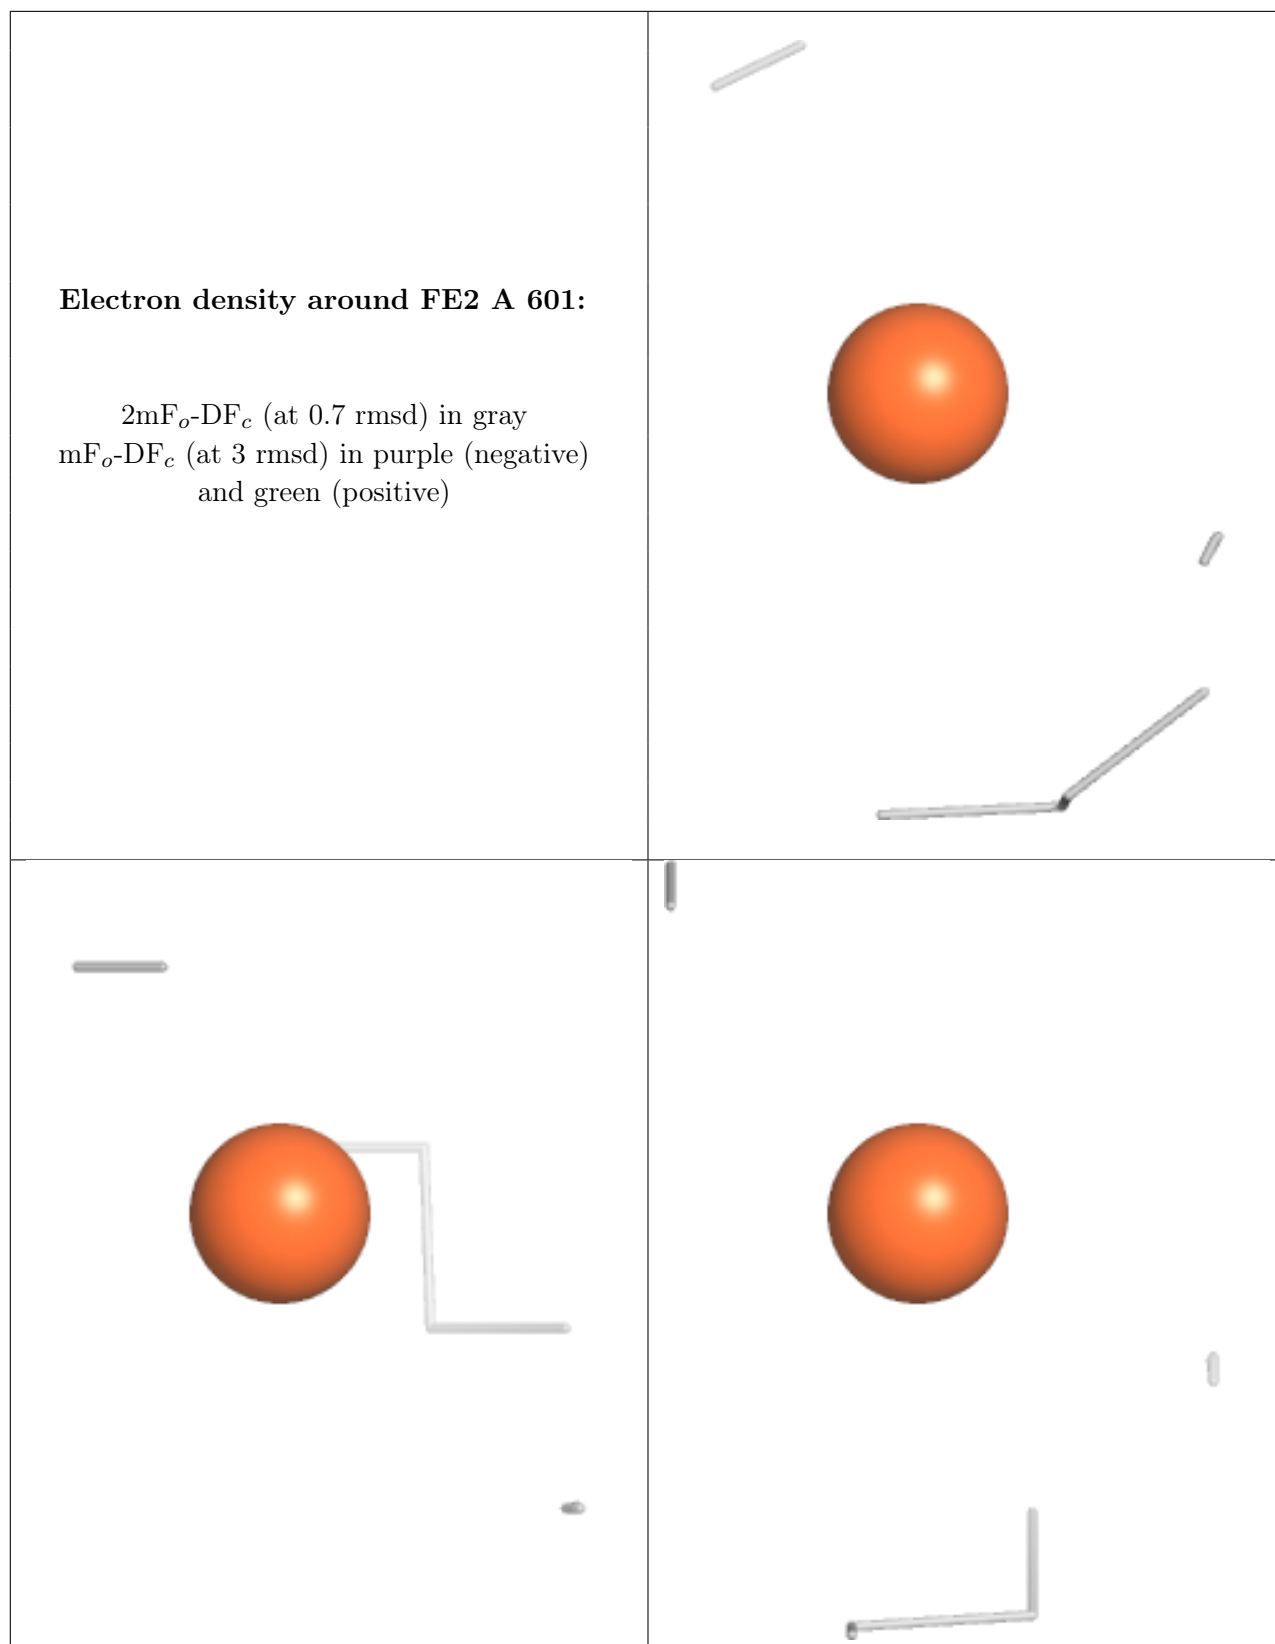 Electron density around FE2 A 601:
2mFo-DFc (at 0.7 rmsd) in gray
mFo-DFc (at 3 rmsd) in purple (negative)
and green (positive)